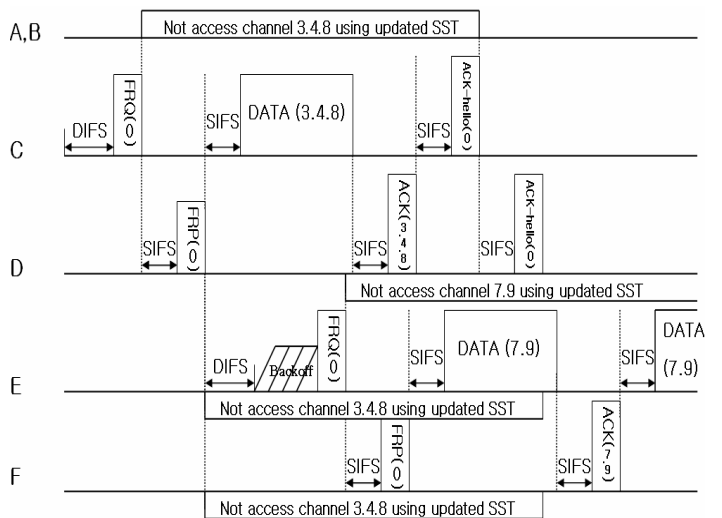 A,B
Not access channel 3.4.8 using updated SST
C
DIFS
FRQ(0)
SIFS
DATA (3.4.8)
SIFS
ACK-hello(0)
D
SIFS
FRP(0)
SIFS
ACK(3.4.8)
SIFS
ACK-hello(0)
Not access channel 7.9 using updated SST
E
DIFS
Backoff
FRQ(0)
SIFS
DATA (7.9)
SIFS
DATA
(7.9)
Not access channel 3.4.8 using updated SST
F
SIFS
FRP(0)
SIFS
ACK(7.9)
Not access channel 3.4.8 using updated SST